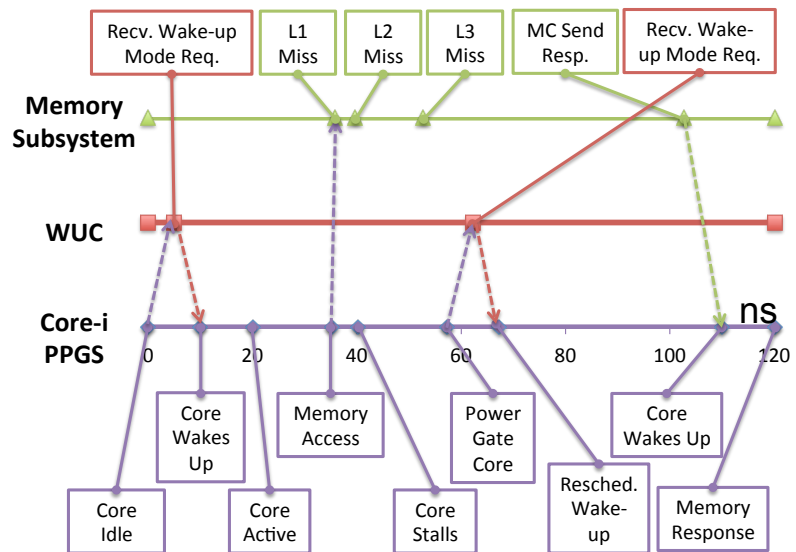 Recv. Wake-up
Mode Req.
L1
Miss
L2
Miss
L3
Miss
MC Send
Resp.
Recv. Wake-
up Mode Req.
Memory
Subsystem
WUC
Core-i
PPGS
ns
0
20
40
60
80
100
120
Core
Wakes
Up
Memory
Access
Power
Gate
Core
Core
Wakes Up
Core
Idle
Core
Active
Core
Stalls
Resched.
Wake-
up
Memory
Response